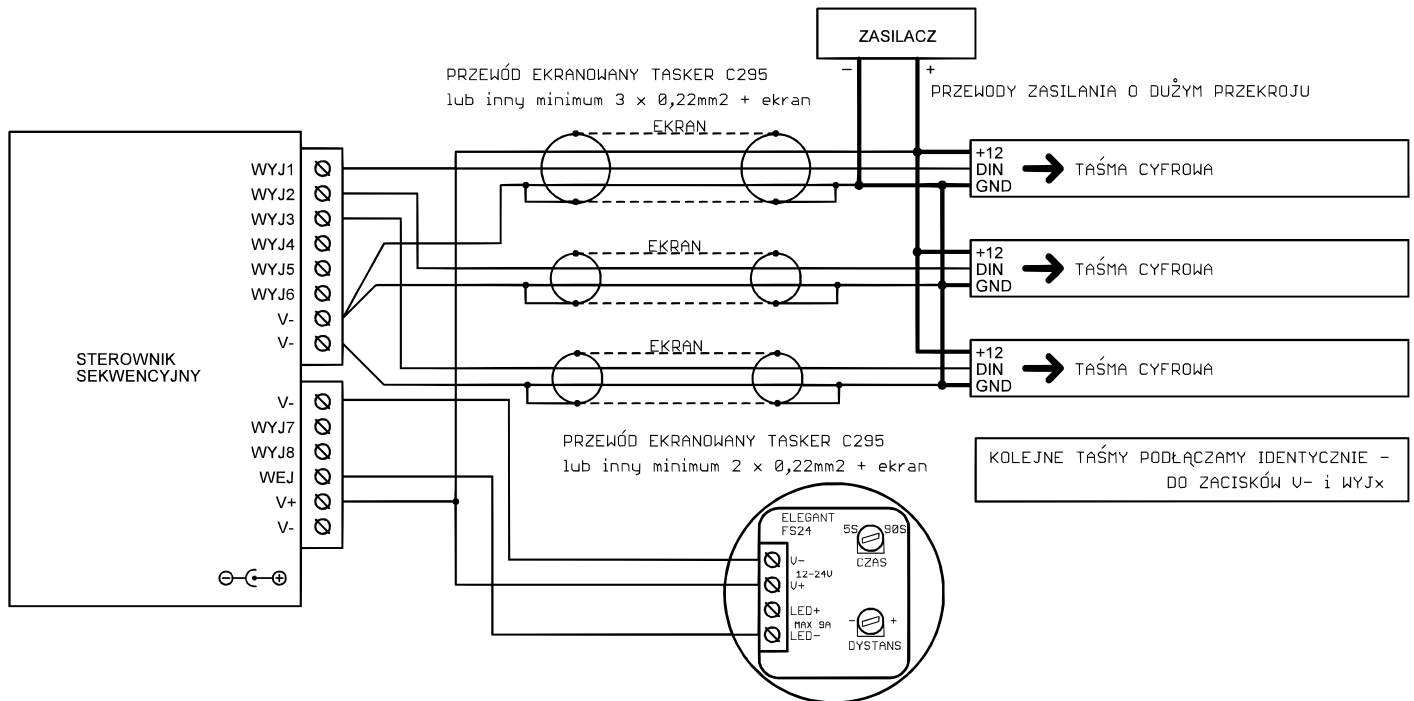 ZASILACZ
- +
PRZEWÓD EKRANOWANY TASKER C295
lub inny minimum 3 x 0,22mm2 + ekran
PRZEWODY ZASILANIA O DUŻYM PRZEKROJU
EKRAN
WYJ1
WYJ2
WYJ3
WYJ4
WYJ5
WYJ6
V-
V-
+12
DIN
GND
TAŚMA CYFROWA
EKRAN
+12
DIN
GND
TAŚMA CYFROWA
EKRAN
+12
DIN
GND
TAŚMA CYFROWA
STEROWNIK
SEKWENCYJNY
V-
WYJ7
WYJ8
WEJ
V+
V-
PRZEWÓD EKRANOWANY TASKER C295
lub inny minimum 2 x 0,22mm2 + ekran
KOLEJNE TAŚMY PODŁĄCZAMY IDENTYCZNIE -
DO ZACISKÓW V- i WYJx
ELEGANT
FS24
5S 90S
CZAS
V-
12-24V
V+
LED+
MAX 9A
LED-
- +
DYSTANS
- +